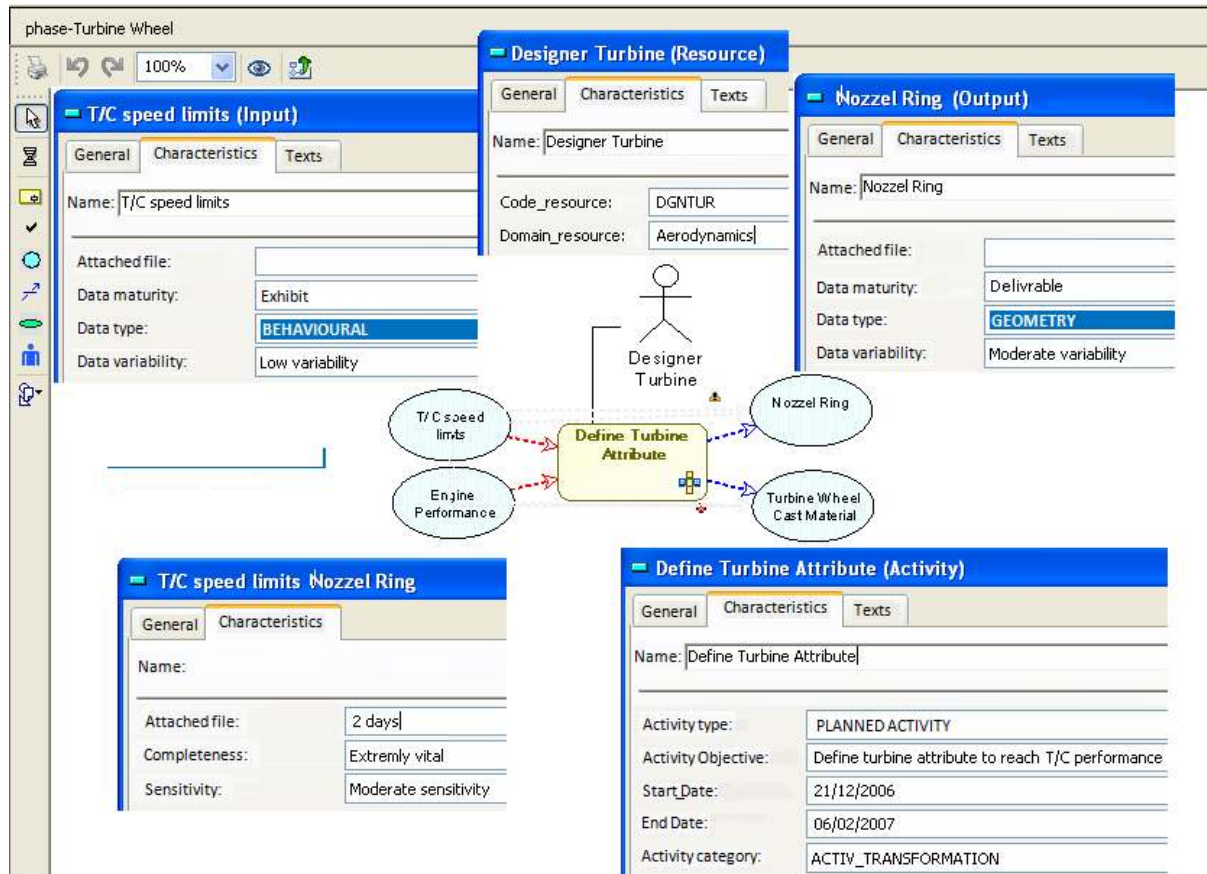 phase-Turbine Wheel
100%
T/C speed limits (Input)
General Characteristics Texts
Name: T/C speed limits
Attached file:
Data maturity: Exhibit
Data type: BEHAVIOURAL
Data variability: Low variability
Designer Turbine (Resource)
General Characteristics Texts
Name: Designer Turbine
Code_resource: DGNTUR
Domain_resource: Aerodynamics
Nozzel Ring (Output)
General Characteristics Texts
Name: Nozzel Ring
Attached file:
Data maturity: Delivrable
Data type: GEOMETRY
Data variability: Moderate variability
Designer
Turbine
T/C speed
limits
Engine
Performance
Define Turbine
Attribute
Nozzel Ring
Turbine Wheel
Cast Material
T/C speed limits Nozzel Ring
General Characteristics
Name:
Attached file: 2 days
Completeness: Extremly vital
Sensitivity: Moderate sensitivity
Define Turbine Attribute (Activity)
General Characteristics Texts
Name: Define Turbine Attribute
Activity type: PLANNED ACTIVITY
Activity Objective: Define turbine attribute to reach T/C performance
Start_Date: 21/12/2006
End Date: 06/02/2007
Activity category: ACTIV_TRANSFORMATION